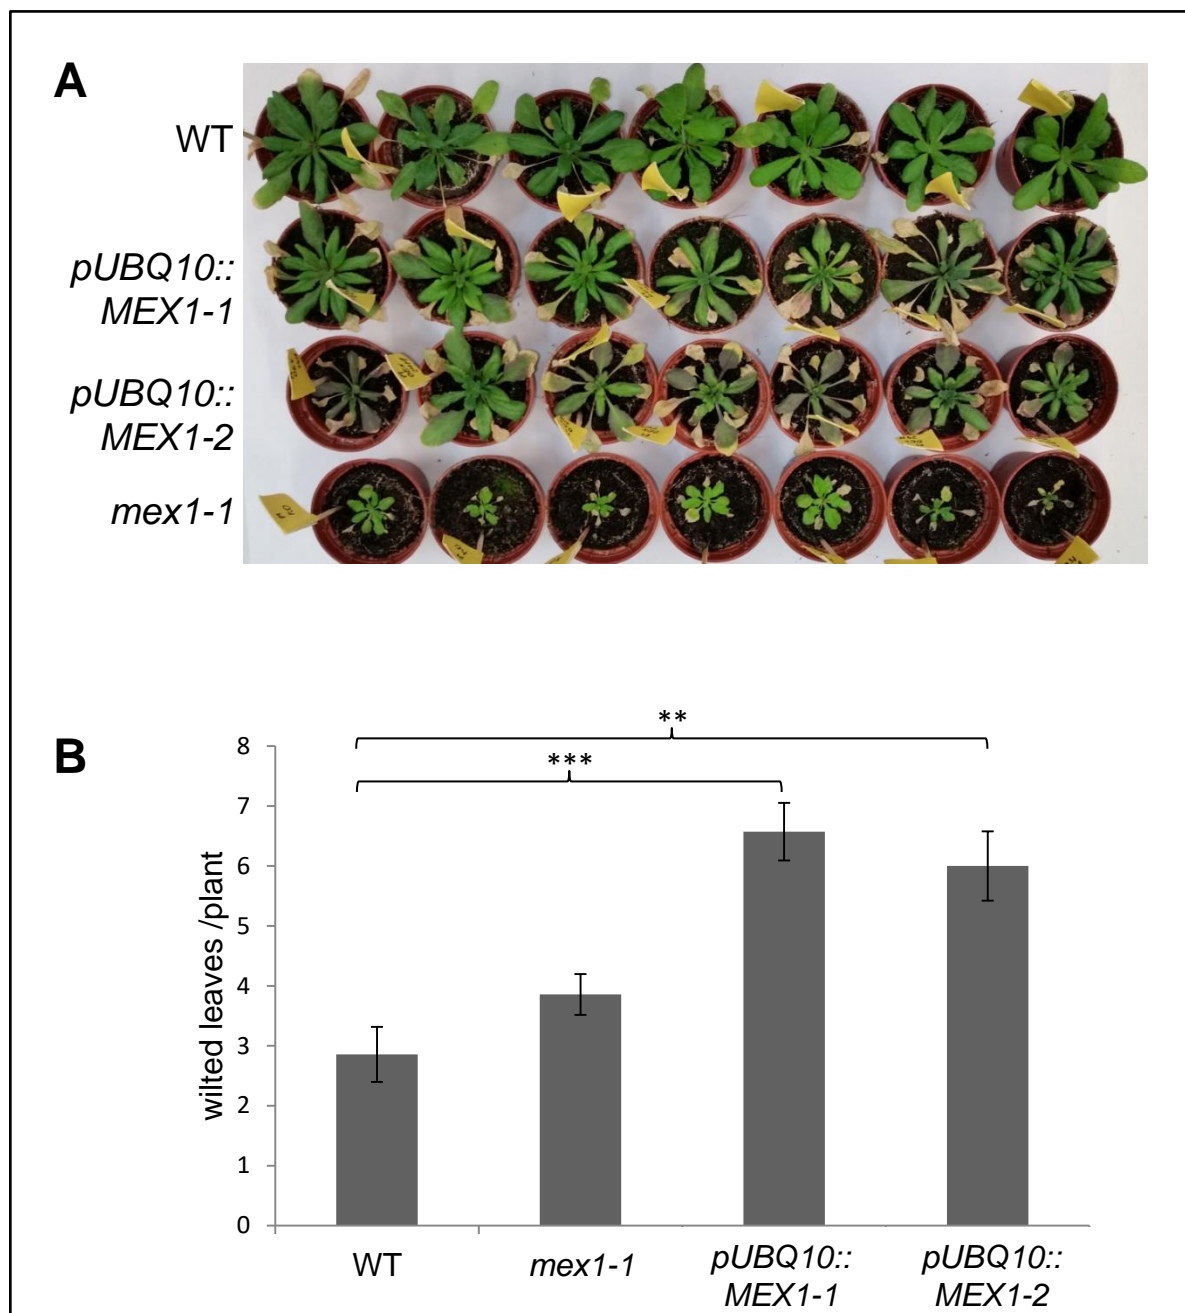 A
WT
pUBQ10::
MEX1-1
pUBQ10::
MEX1-2
mex1-1
B
**
***
8
7
6
5
4
3
2
1
0
wilted leaves /plant
WT
mex1-1
pUBQ10::
MEX1-1
pUBQ10::
MEX1-2